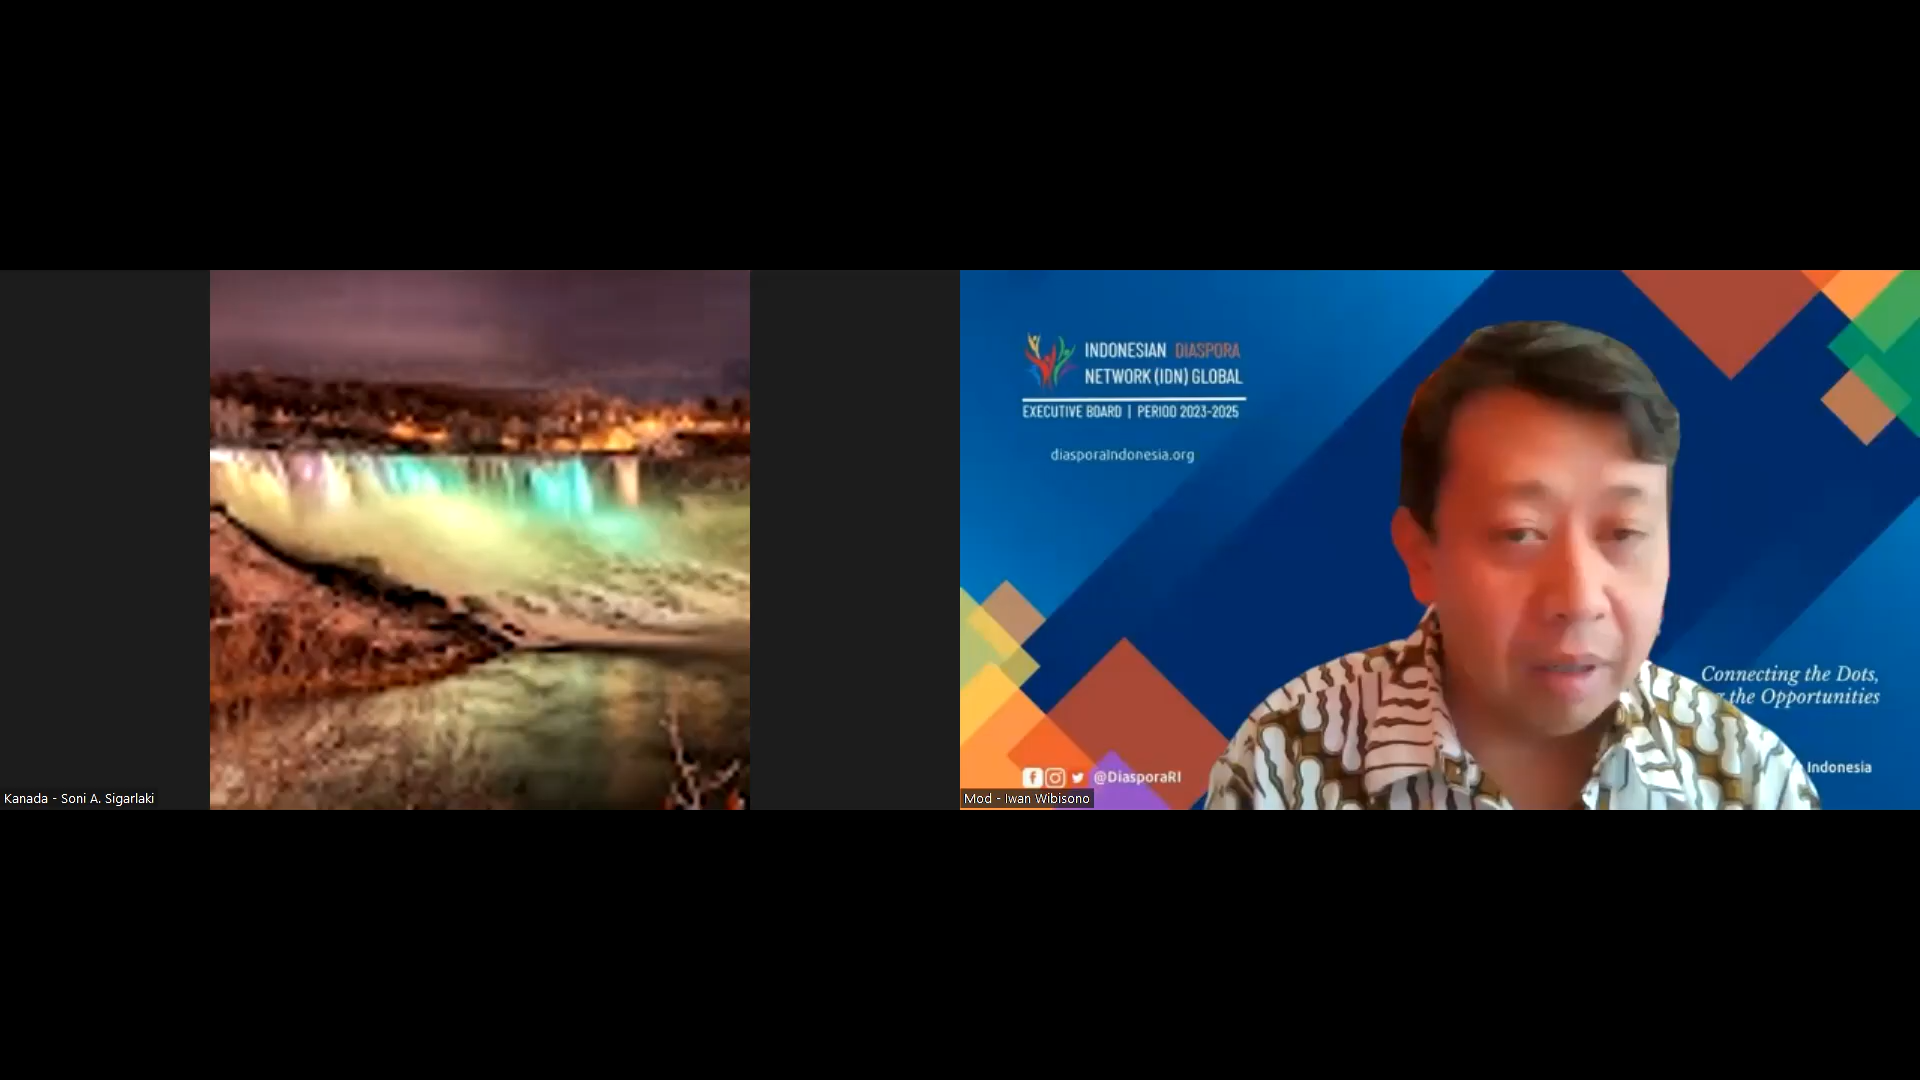 Kanada - Soni A. Sigarlaki
INDONESIAN DIASPORA
NETWORK (IDN) GLOBAL
EXECUTIVE BOARD | PERIOD 2023-2025
diasporaIndonesia.org
Connecting the Dots,
the Opportunities
@DiasporaRI
Indonesia
Mod - Iwan Wibisono